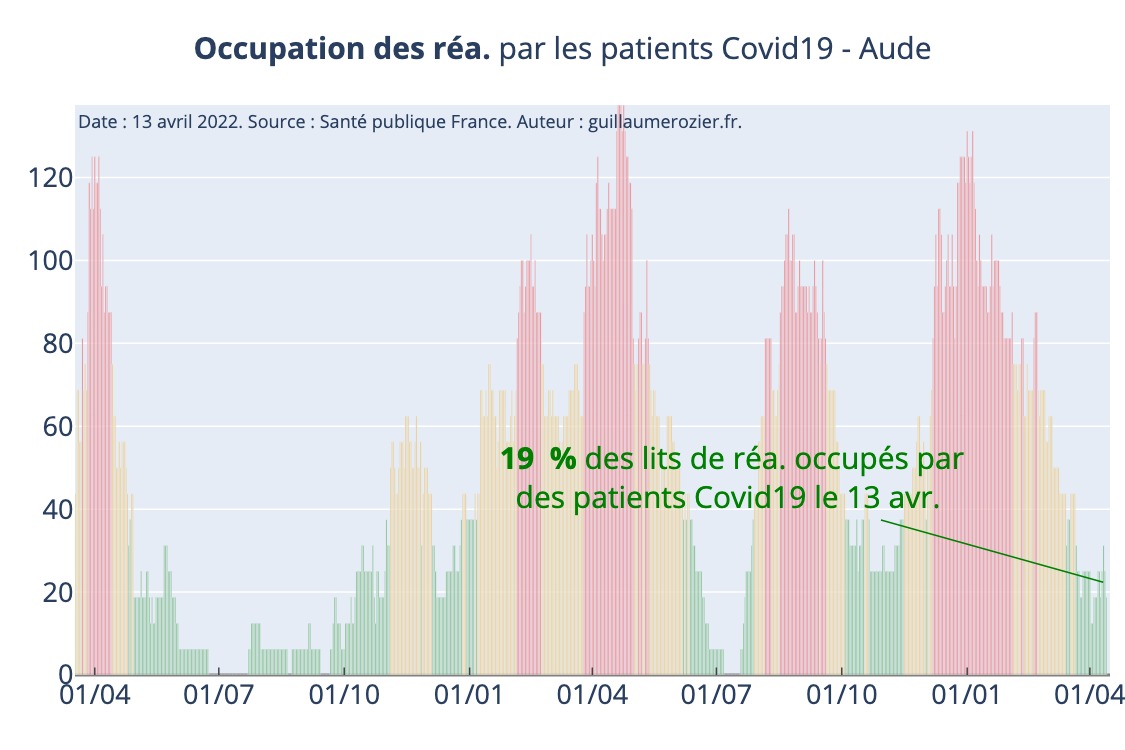 Occupation des réa. par les patients Covid19 - Aude
Date : 13 avril 2022. Source : Santé publique France. Auteur : guillaumerozier.fr.
120
100
80
60
40
20
0
19 % des lits de réa. occupés par
des patients Covid19 le 13 avr.
01/04 01/07 01/10 01/01 01/04 01/07 01/10 01/01 01/04